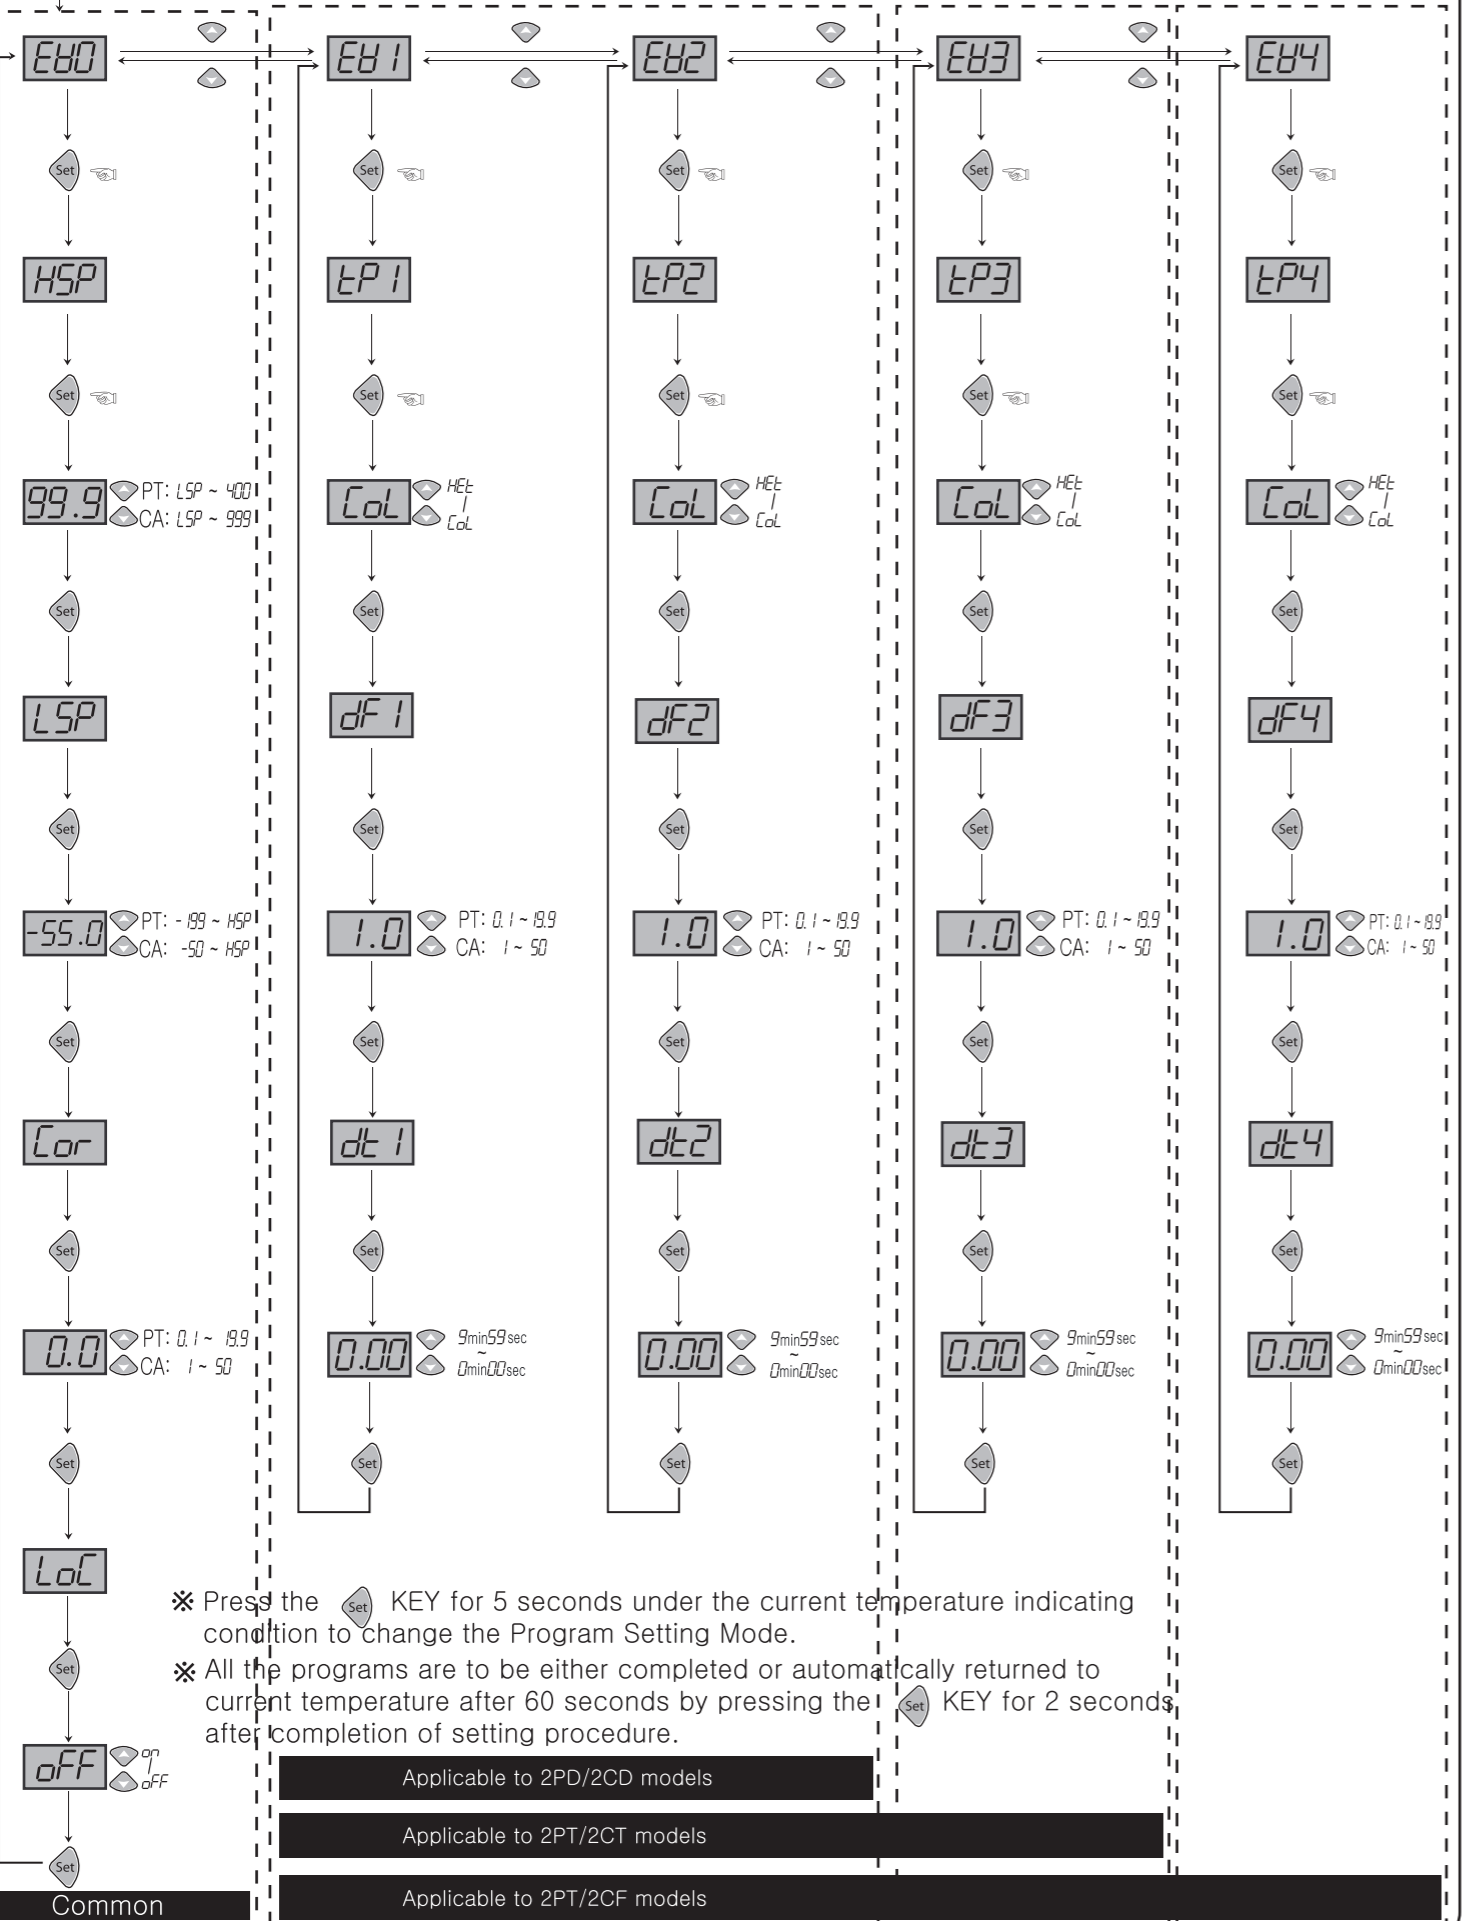 EU0 EU1 EU2 EU3 EU4
Set Set Set Set Set
HSP tP1 tP2 tP3 tP4
Set Set Set Set Set
99.9 PT: LSP ~ 400 CoL HEt CoL HEt CoL HEt CoL HEt
CA: LSP ~ 999 CoL CoL CoL CoL
Set Set Set Set Set
LSP dF1 dF2 dF3 dF4
Set Set Set Set Set
-55.0 PT: -199 ~ HSP 1.0 PT: 0.1 ~ 19.9 1.0 PT: 0.1 ~ 19.9 1.0 PT: 0.1 ~ 19.9 1.0 PT: 0.1 ~ 19.9
CA: -50 ~ HSP CA: 1 ~ 50 CA: 1 ~ 50 CA: 1 ~ 50 CA: 1 ~ 50
Set Set Set Set Set
Cor dt1 dt2 dt3 dt4
Set Set Set Set Set
0.0 PT: 0.1 ~ 19.9 0.00 9min59sec 0.00 9min59sec 0.00 9min59sec 0.00 9min59sec
~ ~ ~ ~
CA: 1 ~ 50 0min00sec 0min00sec 0min00sec 0min00sec
Set Set Set Set Set
LoC
※ Press the Set KEY for 5 seconds under the current temperature indicating
condition to change the Program Setting Mode.
Set
※ All the programs are to be either completed or automatically returned to
current temperature after 60 seconds by pressing the Set KEY for 2 seconds
after completion of setting procedure.
oFF on
oFF
Applicable to 2PD/2CD models
Applicable to 2PT/2CT models
Set
Common
Applicable to 2PT/2CF models